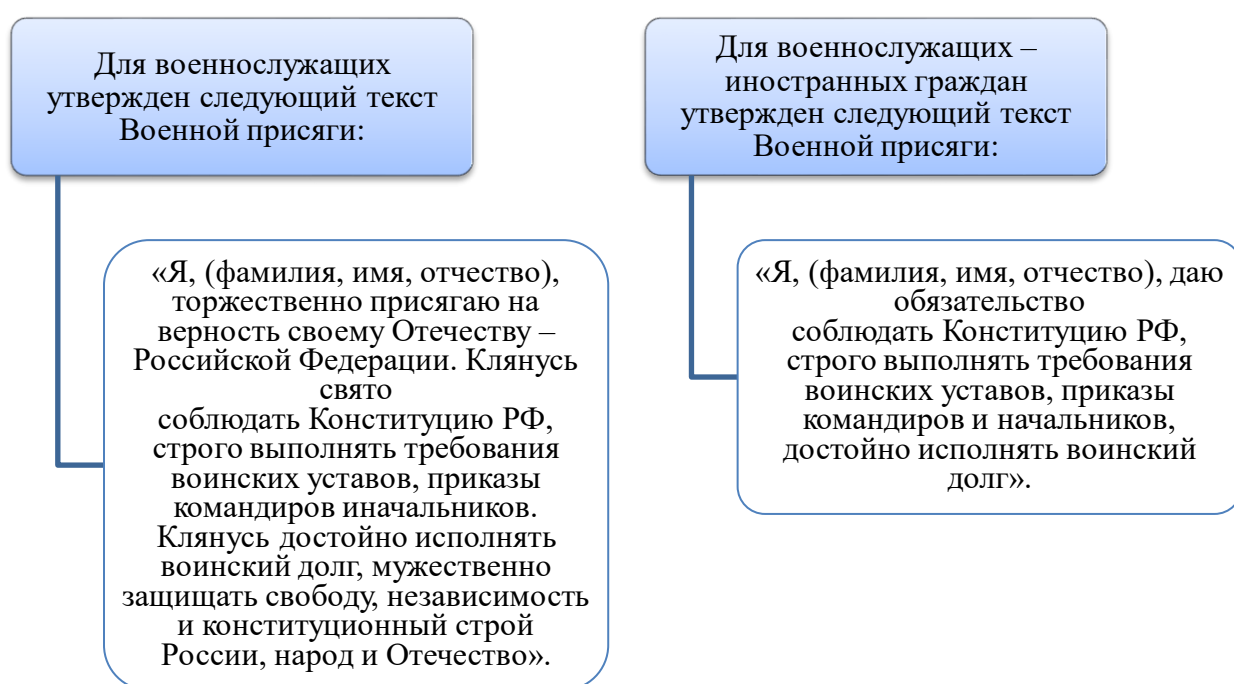 Для военнослужащих
утвержден следующий текст
Военной присяги:
«Я, (фамилия, имя, отчество),
торжественно присягаю на
верность своему Отечеству –
Российской Федерации. Клянусь
свято
соблюдать Конституцию РФ,
строго выполнять требования
воинских уставов, приказы
командиров иначальников.
Клянусь достойно исполнять
воинский долг, мужественно
защищать свободу, независимость
и конституционный строй
России, народ и Отечество».
Для военнослужащих –
иностранных граждан
утвержден следующий текст
Военной присяги:
«Я, (фамилия, имя, отчество), даю
обязательство
соблюдать Конституцию РФ,
строго выполнять требования
воинских уставов, приказы
командиров и начальников,
достойно исполнять воинский
долг».